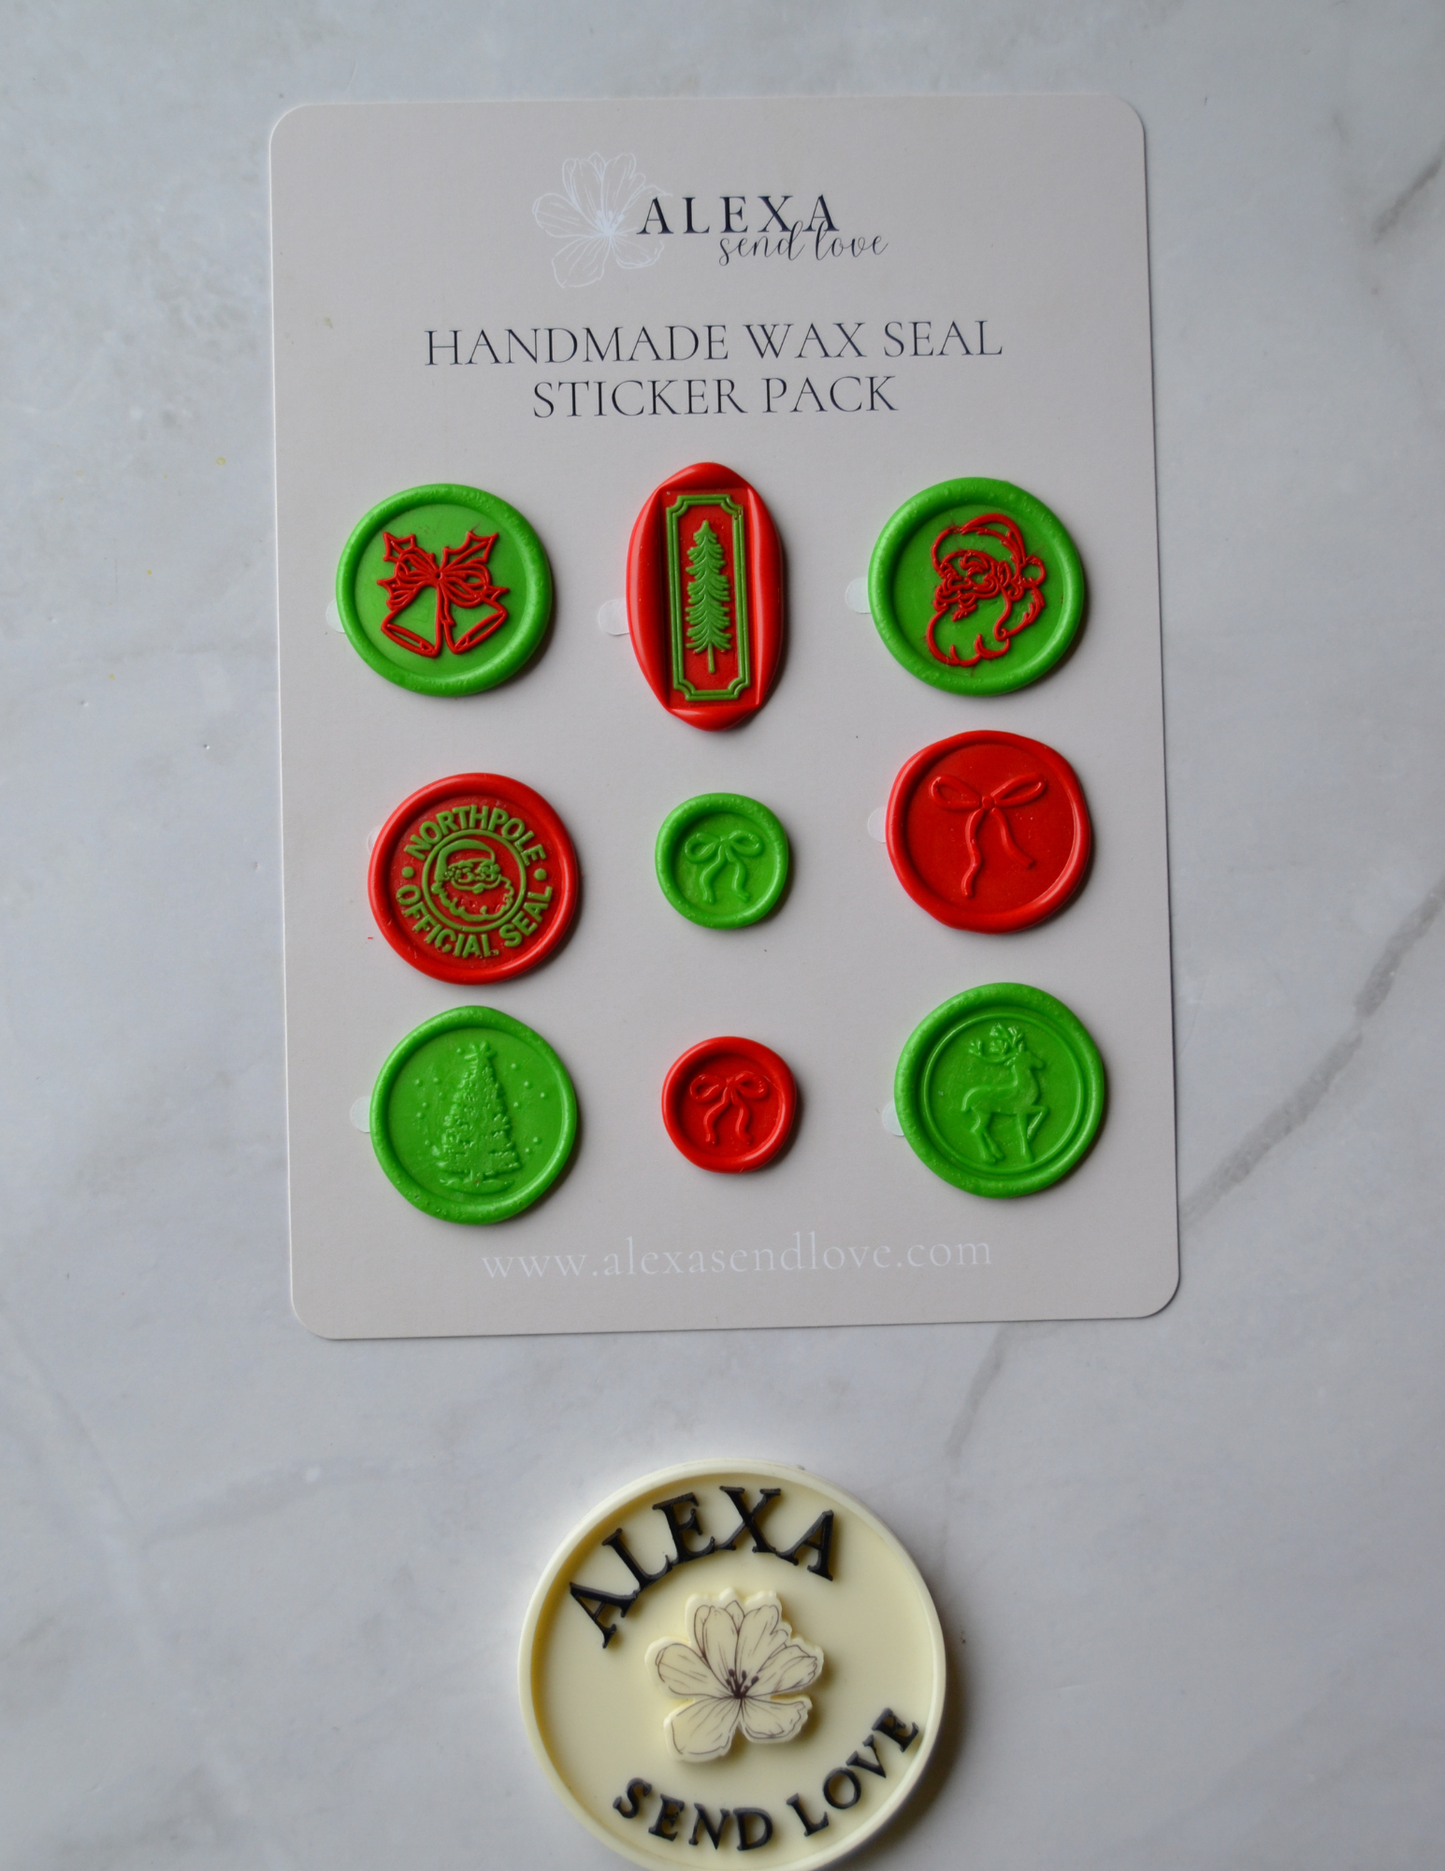 ALEXA
send love
HANDMADE WAX SEAL
STICKER PACK
NORTHPOLE
OFFICIAL SEAL
www.alexasendlove.com
ALEXA
SEND LOVE